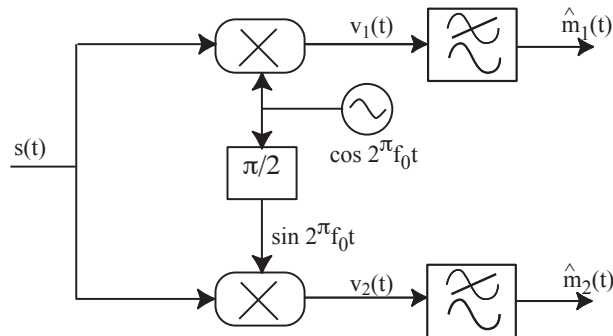 v₁(t)
m̂₁(t)
s(t)
cos 2πf₀t
π/2
sin 2πf₀t
v₂(t)
m̂₂(t)